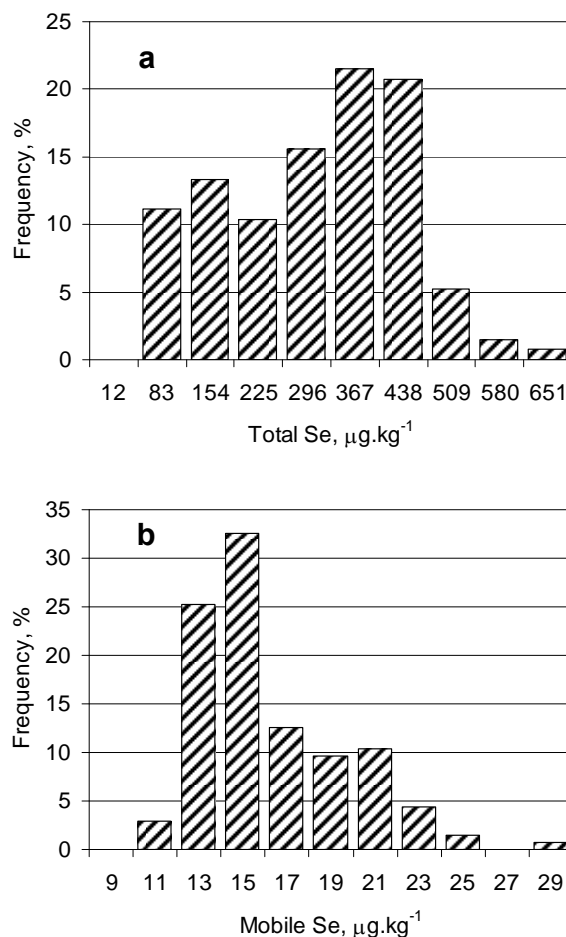 a
25
20
15
10
5
0
Frequency, %
12 83 154 225 296 367 438 509 580 651
Total Se, μg.kg⁻¹
b
35
30
25
20
15
10
5
0
Frequency, %
9 11 13 15 17 19 21 23 25 27 29
Mobile Se, μg.kg⁻¹